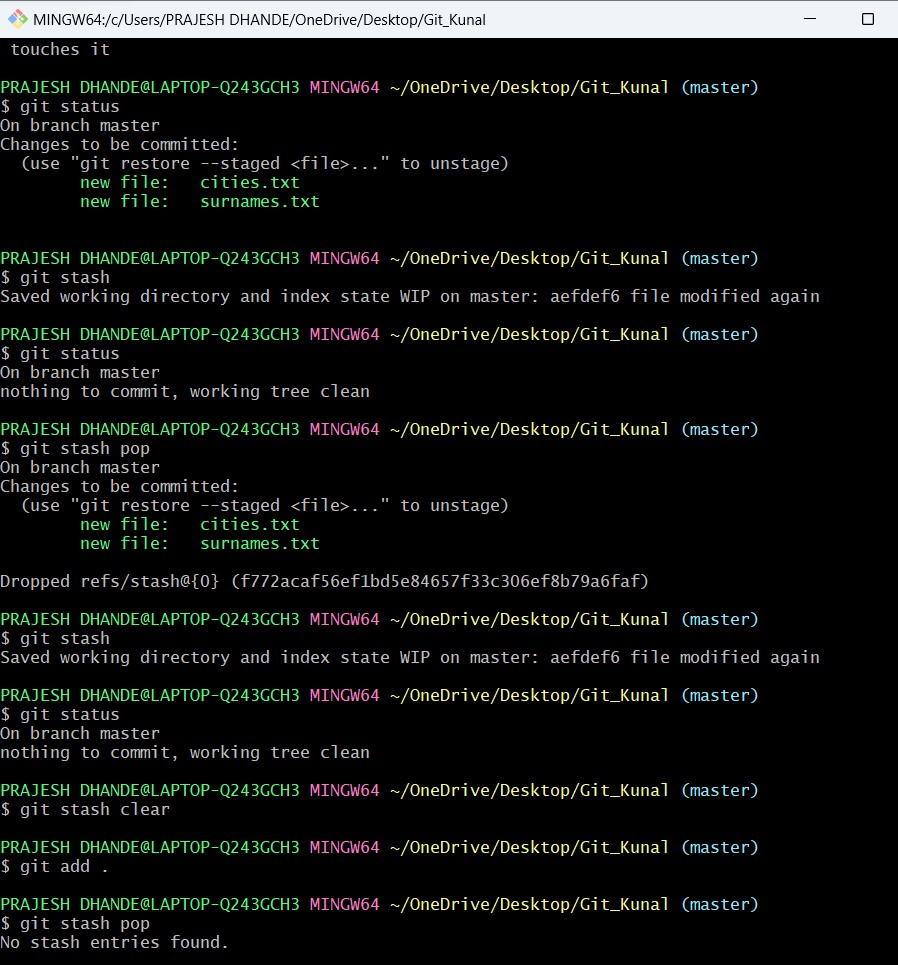 MINGW64:/c/Users/PRAJESH DHANDE/OneDrive/Desktop/Git_Kunal
touches it
PRAJESH DHANDE@LAPTOP-Q243GCH3 MINGW64 ~/OneDrive/Desktop/Git_Kunal (master)
$ git status
On branch master
Changes to be committed:
  (use "git restore --staged <file>..." to unstage)
        new file:   cities.txt
        new file:   surnames.txt
PRAJESH DHANDE@LAPTOP-Q243GCH3 MINGW64 ~/OneDrive/Desktop/Git_Kunal (master)
$ git stash
Saved working directory and index state WIP on master: aefdef6 file modified again
PRAJESH DHANDE@LAPTOP-Q243GCH3 MINGW64 ~/OneDrive/Desktop/Git_Kunal (master)
$ git status
On branch master
nothing to commit, working tree clean
PRAJESH DHANDE@LAPTOP-Q243GCH3 MINGW64 ~/OneDrive/Desktop/Git_Kunal (master)
$ git stash pop
On branch master
Changes to be committed:
  (use "git restore --staged <file>..." to unstage)
        new file:   cities.txt
        new file:   surnames.txt
Dropped refs/stash@{0} (f772acaf56ef1bd5e84657f33c306ef8b79a6faf)
PRAJESH DHANDE@LAPTOP-Q243GCH3 MINGW64 ~/OneDrive/Desktop/Git_Kunal (master)
$ git stash
Saved working directory and index state WIP on master: aefdef6 file modified again
PRAJESH DHANDE@LAPTOP-Q243GCH3 MINGW64 ~/OneDrive/Desktop/Git_Kunal (master)
$ git status
On branch master
nothing to commit, working tree clean
PRAJESH DHANDE@LAPTOP-Q243GCH3 MINGW64 ~/OneDrive/Desktop/Git_Kunal (master)
$ git stash clear
PRAJESH DHANDE@LAPTOP-Q243GCH3 MINGW64 ~/OneDrive/Desktop/Git_Kunal (master)
$ git add .
PRAJESH DHANDE@LAPTOP-Q243GCH3 MINGW64 ~/OneDrive/Desktop/Git_Kunal (master)
$ git stash pop
No stash entries found.